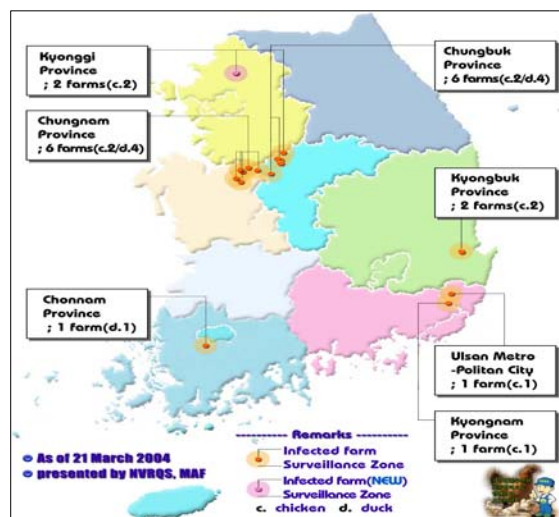 Kyonggi
Province
; 2 farms(c.2)
Chungnam
Province
; 6 farms(c.2/d.4)
Chungbuk
Province
; 6 farms(c.2/d.4)
Kyongbuk
Province
; 2 farms(c.2)
Chonnam
Province
; 1 farm(d.1)
Ulsan Metro
-Politan City
; 1 farm(c.1)
Kyongnam
Province
; 1 farm(c.1)
As of 21 March 2004
presented by NVRQS, MAF
---------- Remarks ----------
Infected farm
Surveillance Zone
Infected farm(NEW)
Surveillance Zone
c. chicken d. duck